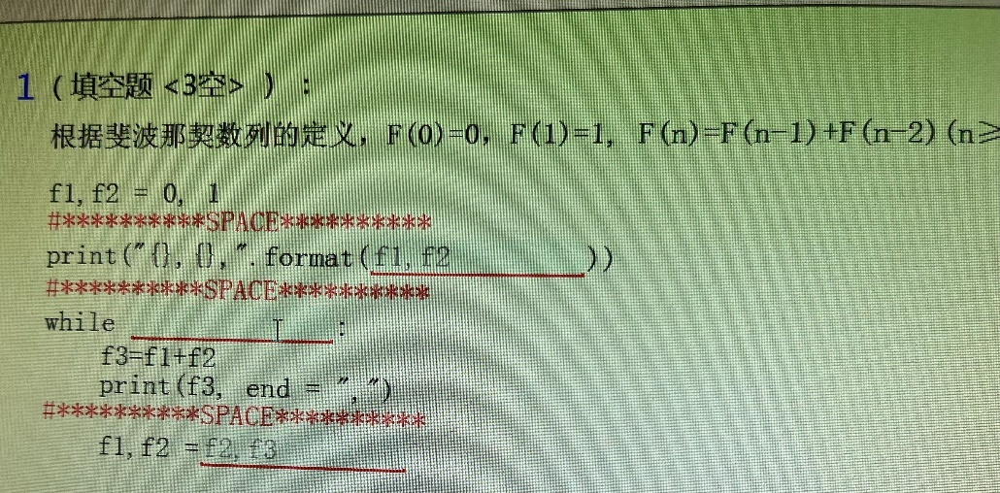 1 (填空题 <3空> ) :
根据斐波那契数列的定义，F(0)=0，F(1)=1, F(n)=F(n-1)+F(n-2)(n≥
f1,f2 = 0, 1
#**********SPACE**********
print("{}, {},".format(f1, f2))
#**********SPACE**********
while :
f3=f1+f2
print(f3, end = ",")
#**********SPACE**********
f1,f2 =f2,f3